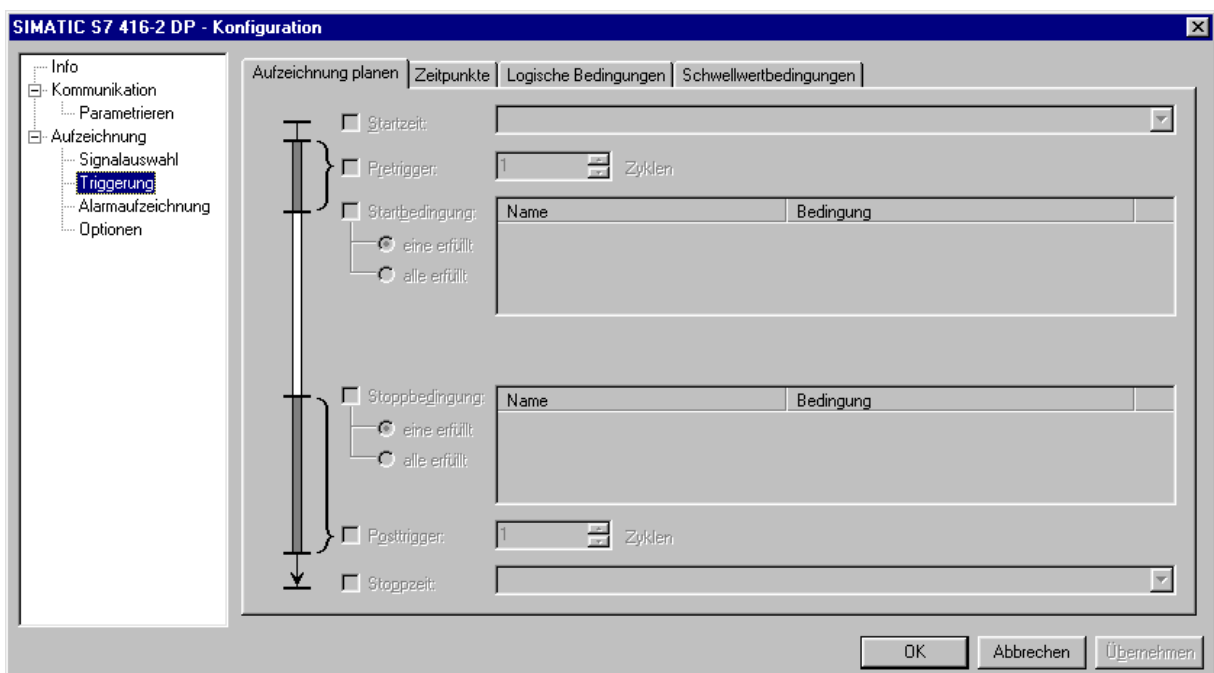 SIMATIC S7 416-2 DP - Konfiguration
Info
Kommunikation
Parametrieren
Aufzeichnung
Signalauswahl
Triggerung
Alarmaufzeichnung
Optionen
Aufzeichnung planen Zeitpunkte Logische Bedingungen Schwellwertbedingungen
Startzeit:
Pretrigger: 1 Zyklen
Startbedingung: Name Bedingung
eine erfüllt
alle erfüllt
Stoppbedingung: Name Bedingung
eine erfüllt
alle erfüllt
Posttrigger: 1 Zyklen
Stoppzeit:
OK Abbrechen Übernehmen